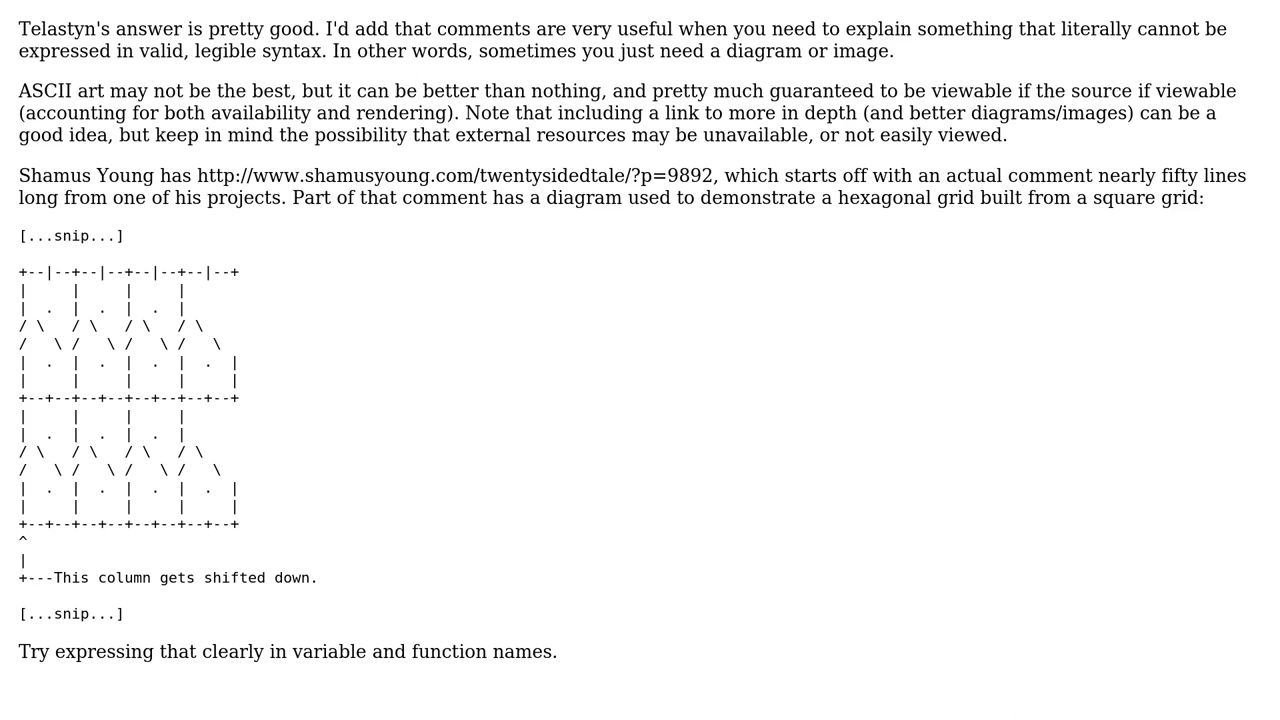 Telastyn's answer is pretty good. I'd add that comments are very useful when you need to explain something that literally cannot be
expressed in valid, legible syntax. In other words, sometimes you just need a diagram or image.

ASCII art may not be the best, but it can be better than nothing, and pretty much guaranteed to be viewable if the source if viewable
(accounting for both availability and rendering). Note that including a link to more in depth (and better diagrams/images) can be a
good idea, but keep in mind the possibility that external resources may be unavailable, or not easily viewed.

Shamus Young has http://www.shamusyoung.com/twentysidedtale/?p=9892, which starts off with an actual comment nearly fifty lines
long from one of his projects. Part of that comment has a diagram used to demonstrate a hexagonal grid built from a square grid:

[...snip...]

+--|--+--|--+--|--+--|--+
|     |     |     |
|  .  |  .  |  .  |
/ \   / \   / \   / \
/   \ /   \ /   \ /   \
|  .  |  .  |  .  |  .  |
|     |     |     |     |
+--+--+--+--+--+--+--+--+
|     |     |     |
|  .  |  .  |  .  |
/ \   / \   / \   / \
/   \ /   \ /   \ /   \
|  .  |  .  |  .  |  .  |
|     |     |     |     |
+--+--+--+--+--+--+--+--+
^
|
+---This column gets shifted down.

[...snip...]

Try expressing that clearly in variable and function names.